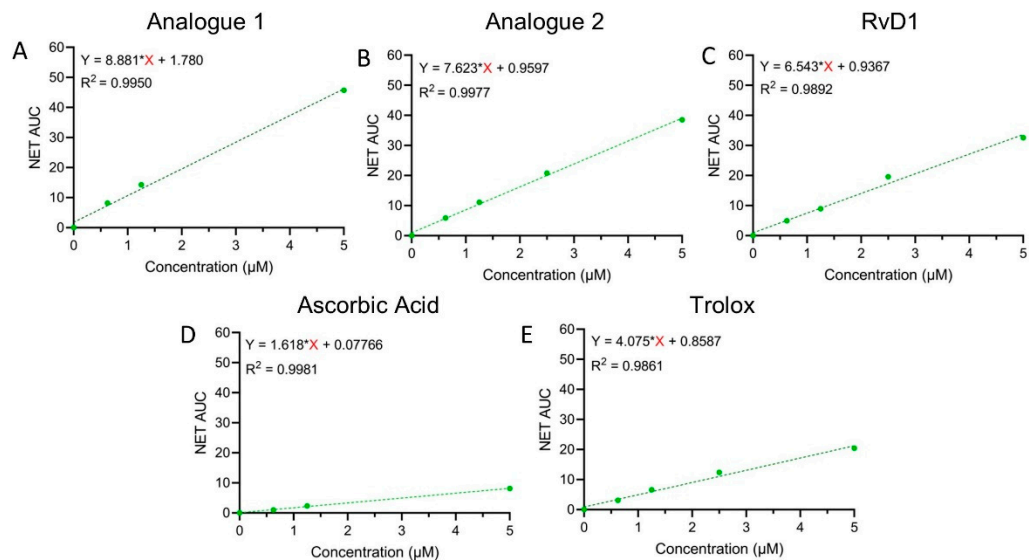 Analogue 1
Analogue 2
RvD1
A
B
C
Y = 8.881*X + 1.780
R² = 0.9950
Y = 7.623*X + 0.9597
R² = 0.9977
Y = 6.543*X + 0.9367
R² = 0.9892
NET AUC
60
50
40
30
20
10
0
0 1 2 3 4 5
Concentration (µM)
NET AUC
60
50
40
30
20
10
0
0 1 2 3 4 5
Concentration (µM)
NET AUC
60
50
40
30
20
10
0
0 1 2 3 4 5
Concentration (µM)
Ascorbic Acid
Trolox
D
E
Y = 1.618*X + 0.07766
R² = 0.9981
Y = 4.075*X + 0.8587
R² = 0.9861
NET AUC
60
50
40
30
20
10
0
0 1 2 3 4 5
Concentration (µM)
NET AUC
60
50
40
30
20
10
0
0 1 2 3 4 5
Concentration (µM)